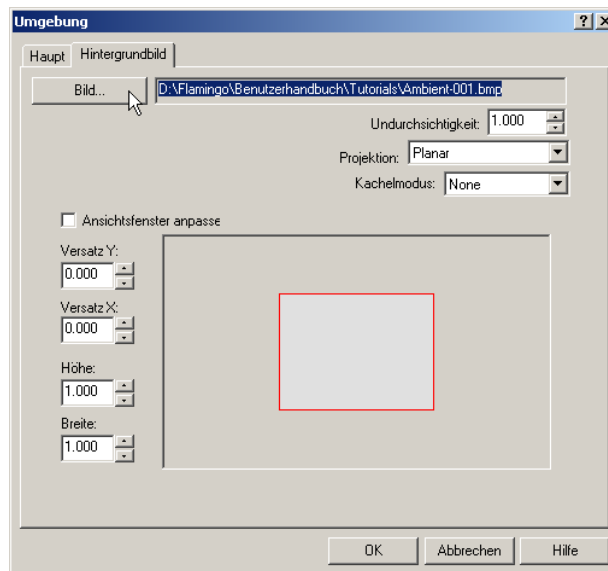 Umgebung
Haupt Hintergrundbild
Bild... D:\Flamingo\Benutzerhandbuch\Tutorials\Ambient-001.bmp
Undurchsichtigkeit: 1.000
Projektion: Planar
Kachelmodus: None
Ansichtsfenster anpasse
Versatz Y:
0.000
Versatz X:
0.000
Höhe:
1.000
Breite:
1.000
OK Abbrechen Hilfe